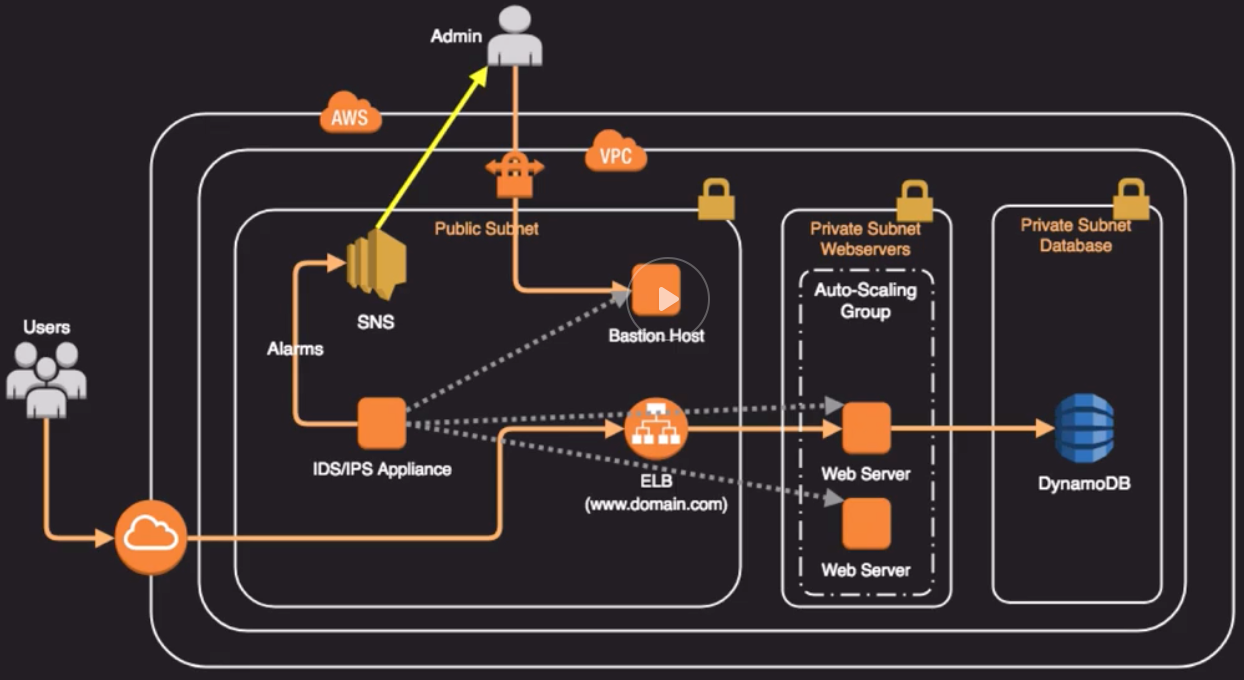 Admin
AWS
VPC
Public Subnet
Private Subnet
Webservers
Private Subnet
Database
Auto-Scaling
Group
SNS
Bastion Host
Users
Alarms
IDS/IPS Appliance
ELB
(www.domain.com)
Web Server
DynamoDB
Web Server